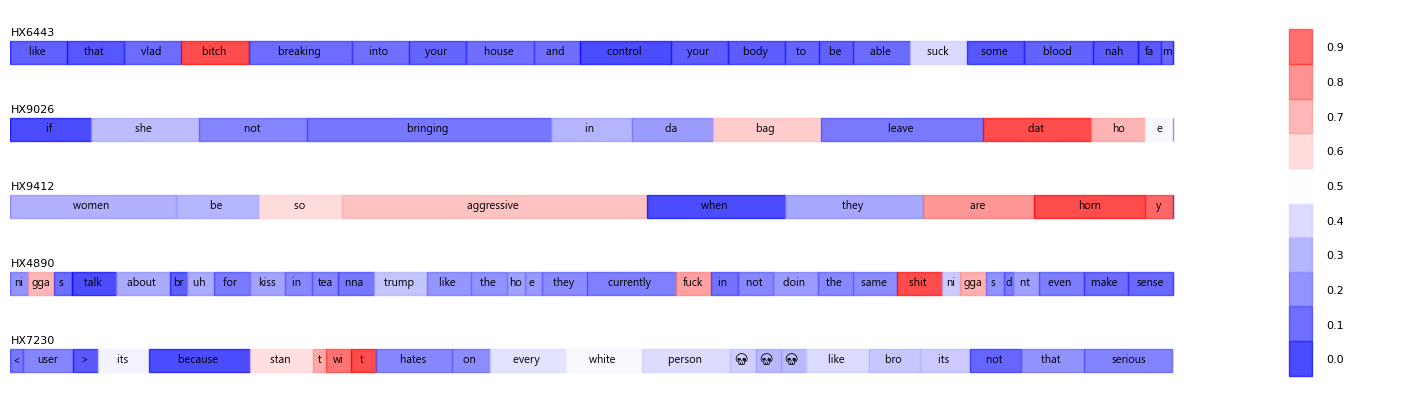 HX6443
like that vlad bitch breaking into your house and control your body to be able suck some blood nah fa m
HX9026
if she not bringing in da bag leave dat ho e
HX9412
women be so aggressive when they are horn y
HX4890
ni gga s talk about br uh for kiss in tea nna trump like the ho e they currently fuck in not doin the same shit ni gga s d nt even make sense
HX7230
< user > its because stan t wi t hates on every white person 💀 💀 💀 like bro its not that serious
0.9
0.8
0.7
0.6
0.5
0.4
0.3
0.2
0.1
0.0